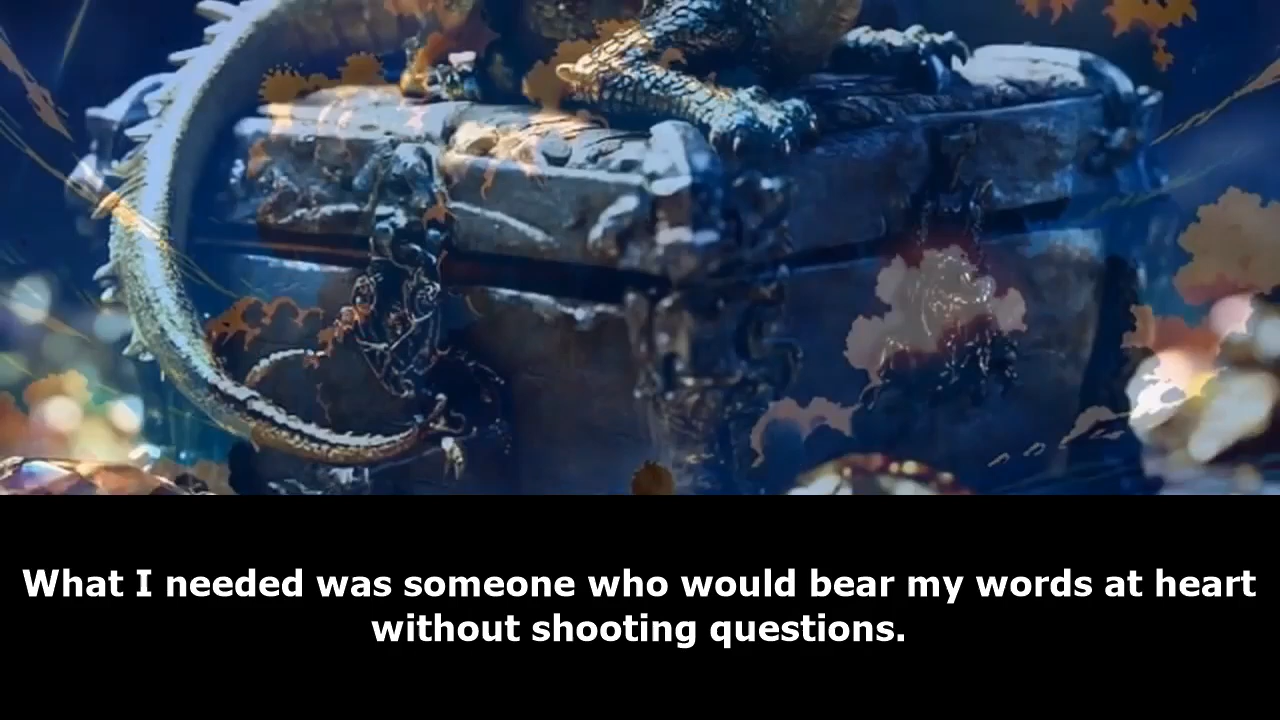 What I needed was someone who would bear my words at heart
without shooting questions.